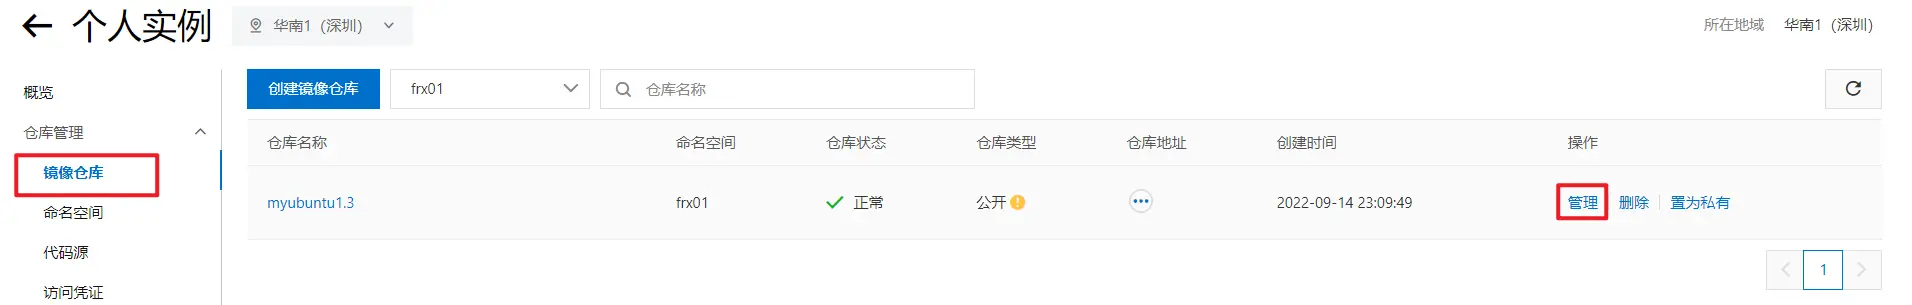 个人实例 华南1（深圳） 所在地域 华南1（深圳）
概览
仓库管理
镜像仓库
命名空间
代码源
访问凭证
创建镜像仓库 frx01 仓库名称
仓库名称 命名空间 仓库状态 仓库类型 仓库地址 创建时间 操作
myubuntu1.3 frx01 正常 公开 2022-09-14 23:09:49 管理 删除 置为私有
1